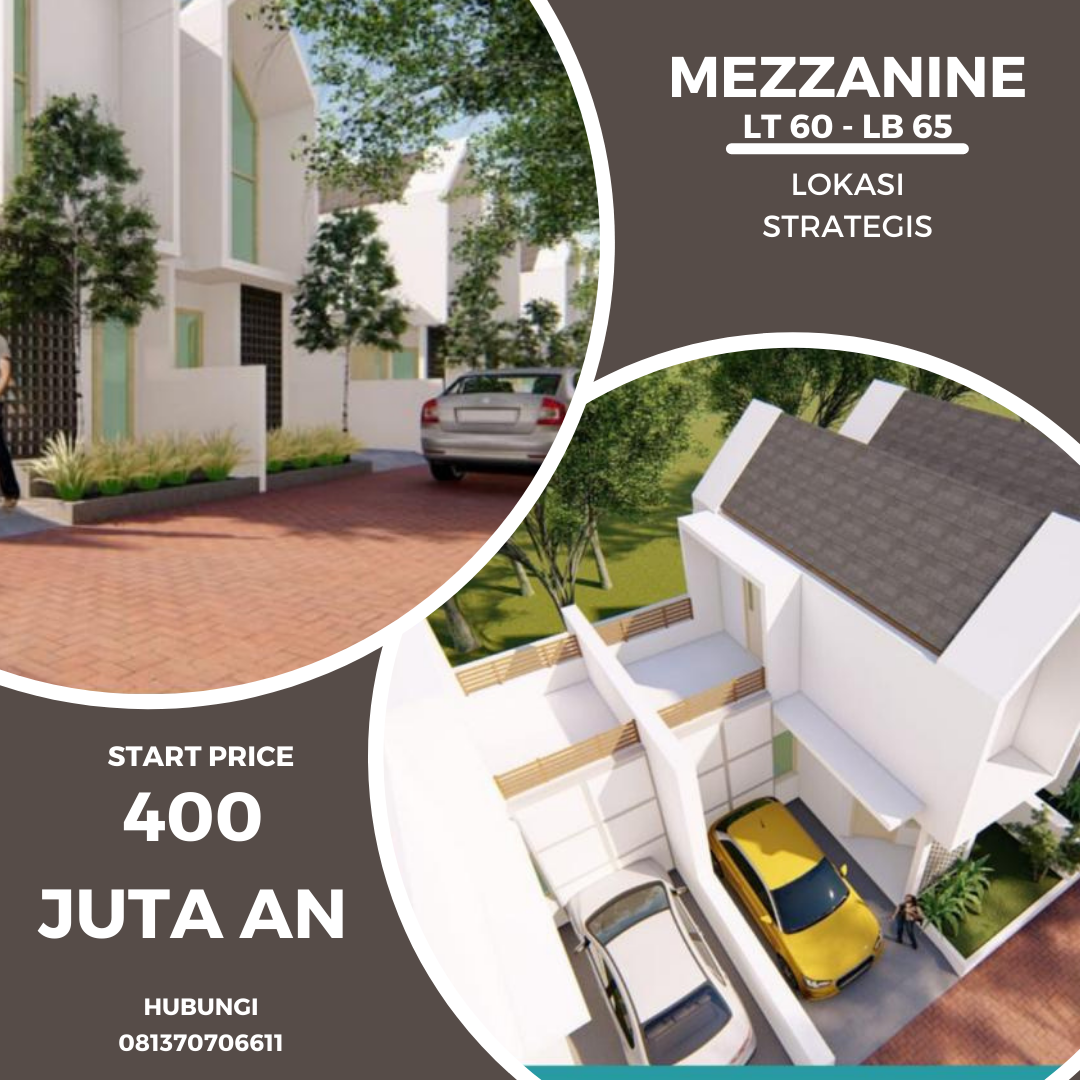 MEZZANINE
LT 60 - LB 65
LOKASI
STRATEGIS
START PRICE
400
JUTA AN
HUBUNGI
081370706611